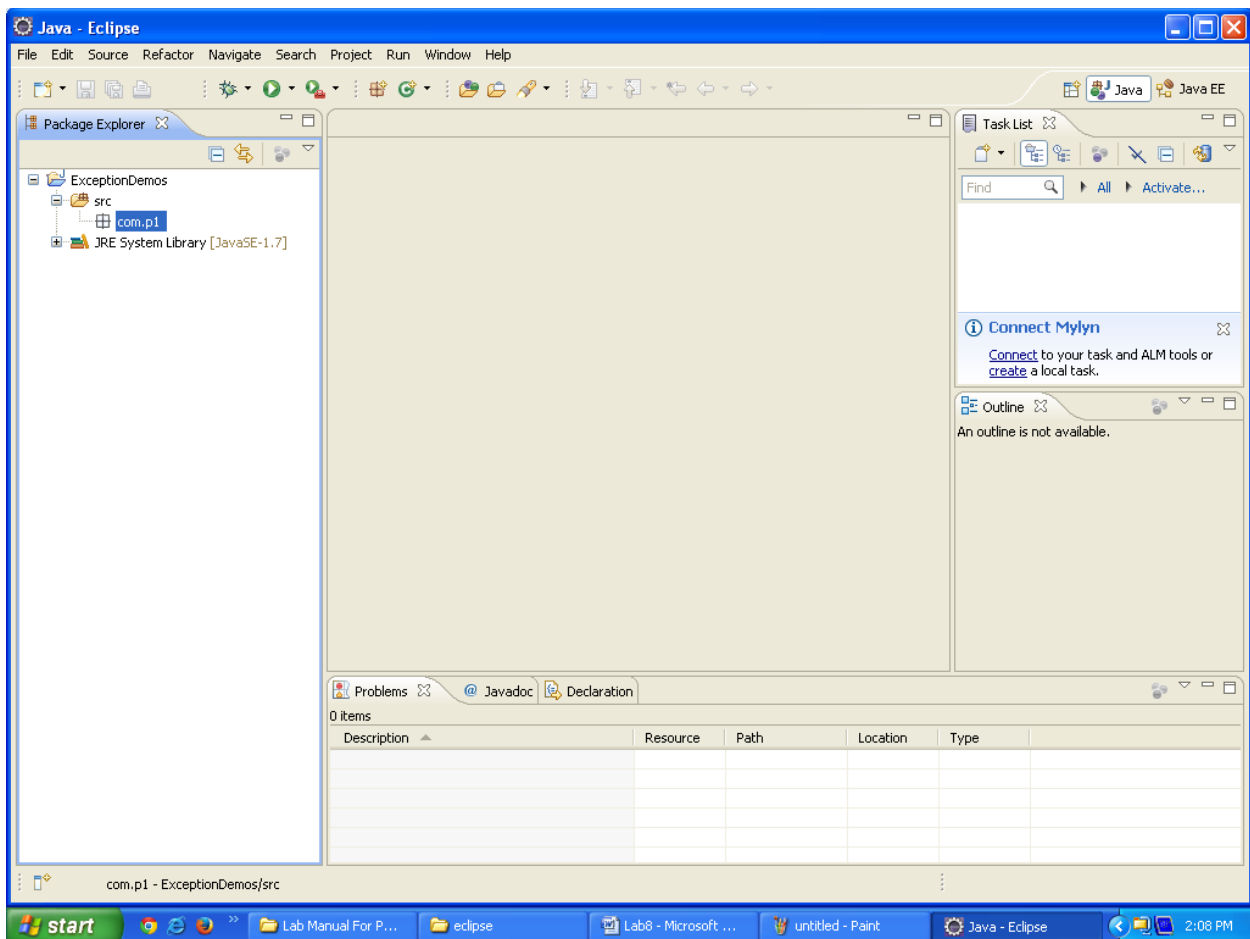 Java - Eclipse
File Edit Source Refactor Navigate Search Project Run Window Help
Java Java EE
Package Explorer
ExceptionDemos
src
com.p1
JRE System Library [JavaSE-1.7]
Task List
Find All Activate...
Connect Mylyn
Connect to your task and ALM tools or
create a local task.
Outline
An outline is not available.
Problems @ Javadoc Declaration
0 items
Description Resource Path Location Type
com.p1 - ExceptionDemos/src
start Lab Manual For P... eclipse Lab8 - Microsoft ... untitled - Paint Java - Eclipse 2:08 PM